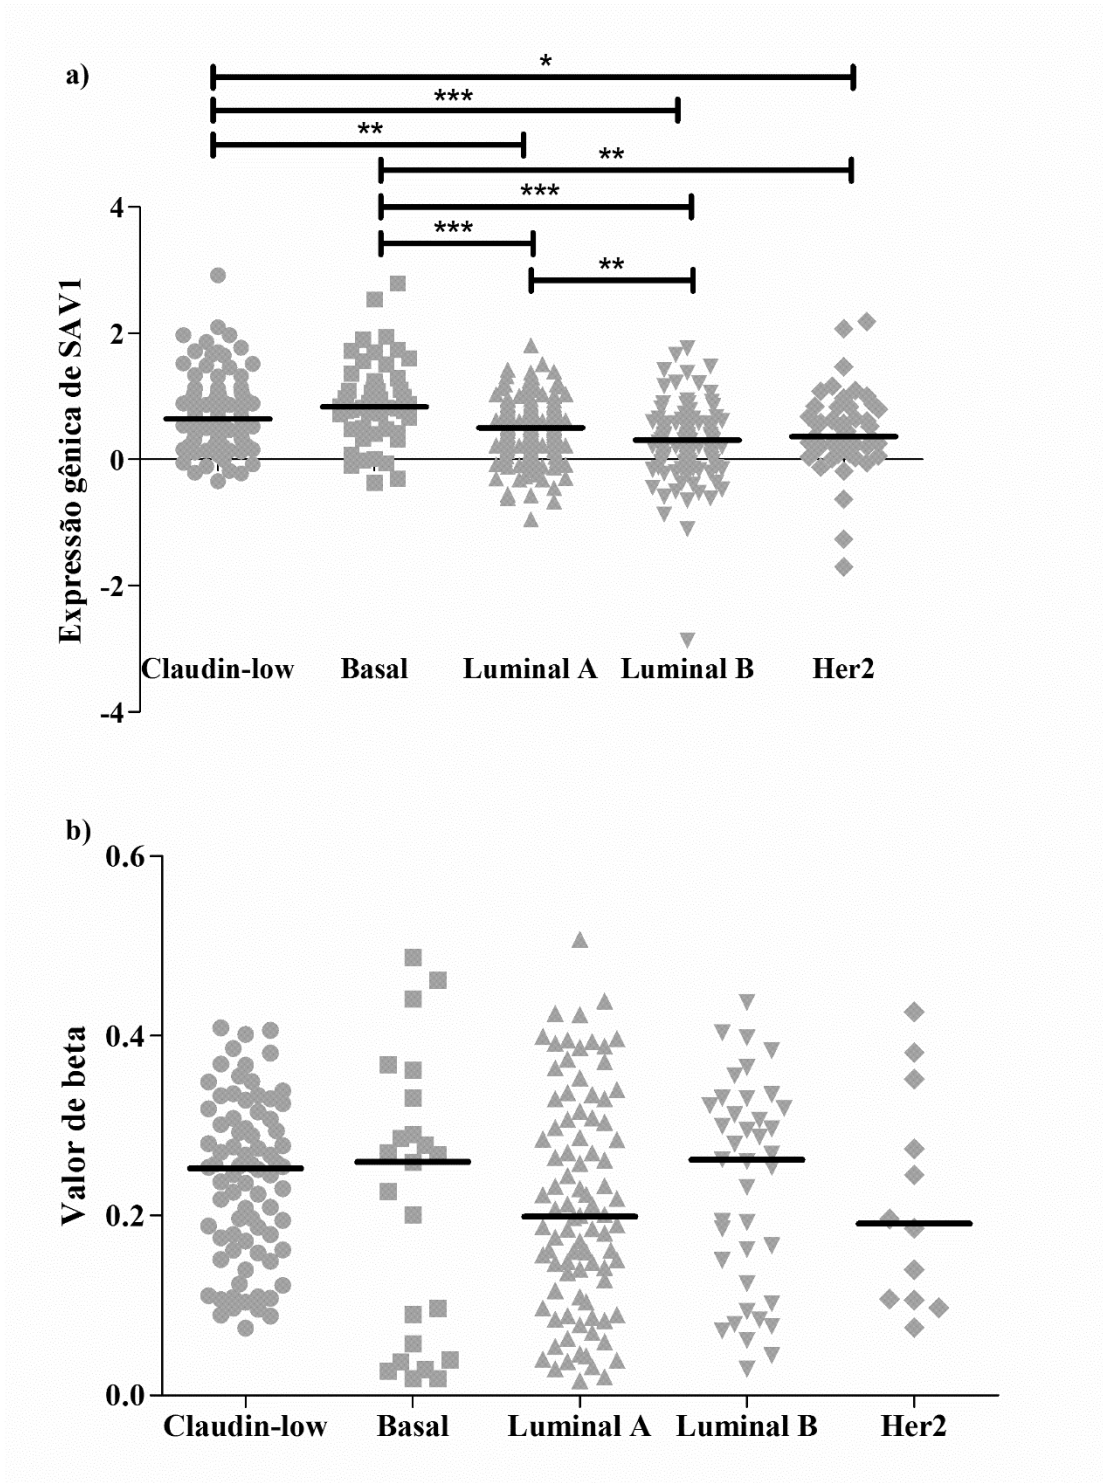 a)
*
***
**
**
***
***
**
4
2
0
-2
-4
Expressão gênica de SAV1
Claudin-low Basal Luminal A Luminal B Her2
b)
0.6
0.4
0.2
0.0
Valor de beta
Claudin-low Basal Luminal A Luminal B Her2